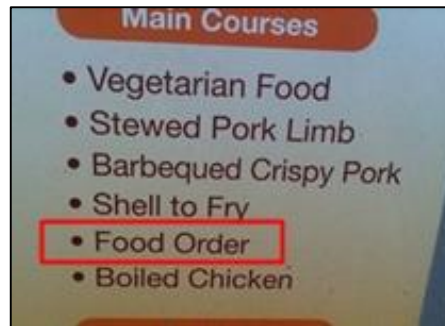 Main Courses
• Vegetarian Food
• Stewed Pork Limb
• Barbequed Crispy Pork
• Shell to Fry
• Food Order
• Boiled Chicken